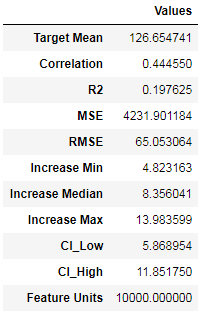 Values
Target Mean 126.654741
Correlation 0.444550
R2 0.197625
MSE 4231.901184
RMSE 65.053064
Increase Min 4.823163
Increase Median 8.356041
Increase Max 13.983599
CI_Low 5.868954
CI_High 11.851750
Feature Units 10000.000000